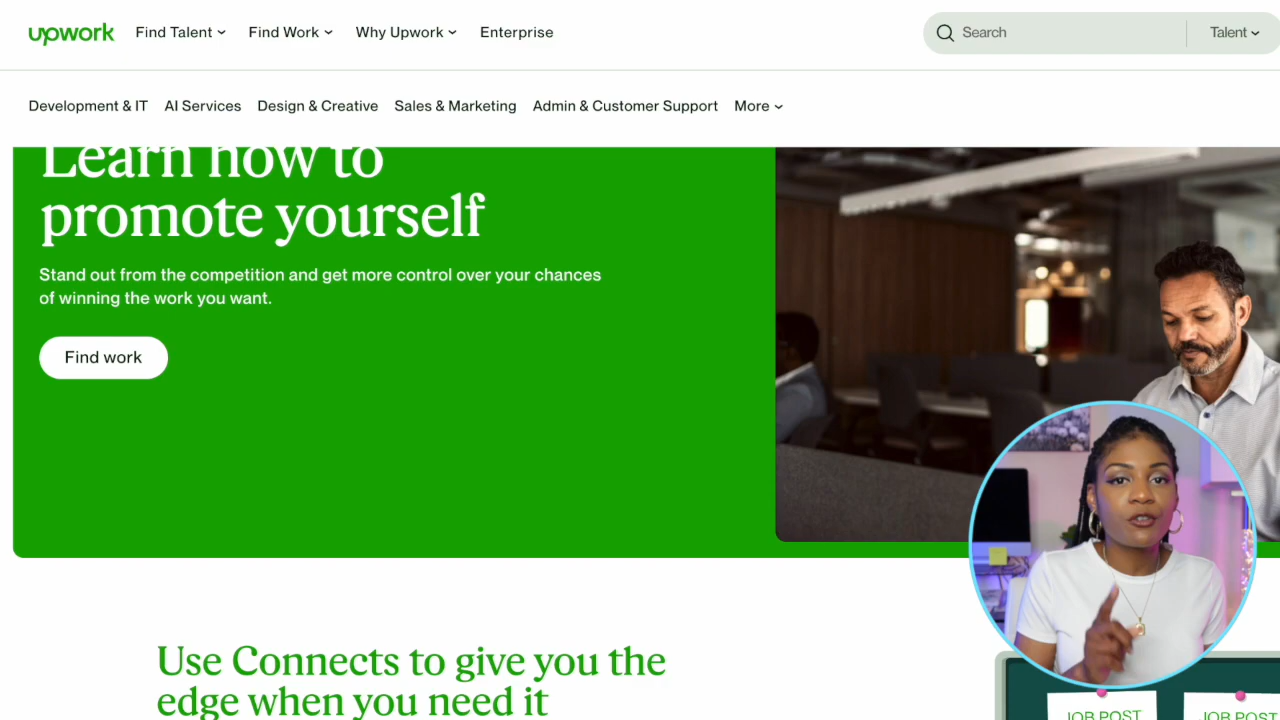 upwork Find Talent Find Work Why Upwork Enterprise Search Talent
Development & IT AI Services Design & Creative Sales & Marketing Admin & Customer Support More
Learn how to
promote yourself
Stand out from the competition and get more control over your chances
of winning the work you want.
Find work
Use Connects to give you the
edge when you need it
JOB POST JOB POST